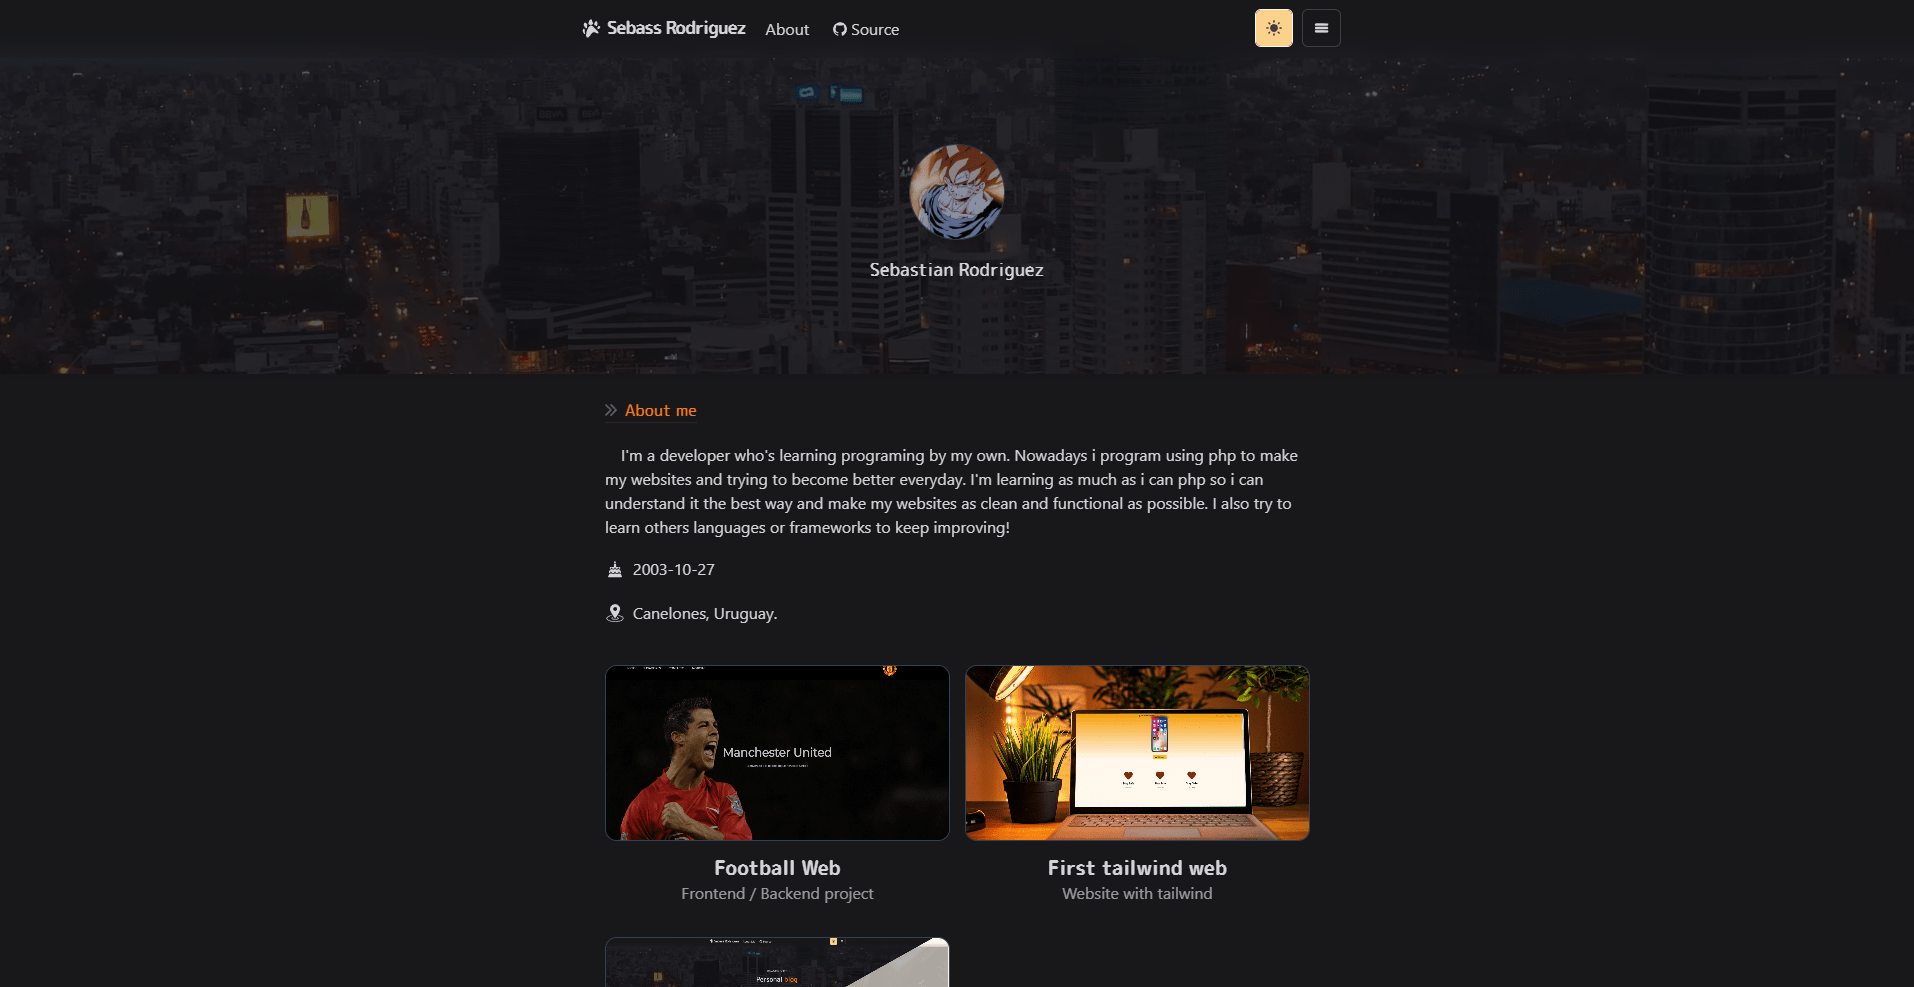 Sebass Rodriguez
About
Source
BBVA
Sebastian Rodriguez
About me
I'm a developer who's learning programing by my own. Nowadays i program using php to make
my websites and trying to become better everyday. I'm learning as much as i can php so i can
understand it the best way and make my websites as clean and functional as possible. I also try to
learn others languages or frameworks to keep improving!
2003-10-27
Canelones, Uruguay.
Manchester United
Football Web
Frontend / Backend project
First tailwind web
Website with tailwind
Personal blog